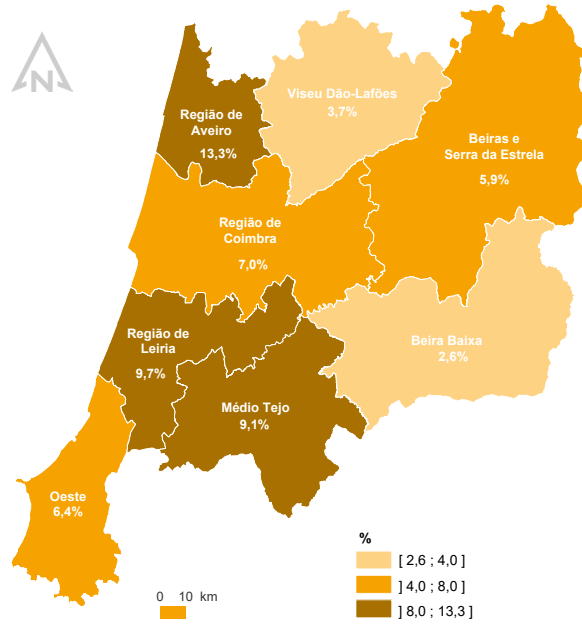 N
Viseu Dão-Lafões
3,7%
Região de
Aveiro
13,3%
Beiras e
Serra da Estrela
5,9%
Região de
Coimbra
7,0%
Região de
Leiria
9,7%
Beira Baixa
2,6%
Médio Tejo
9,1%
Oeste
6,4%
%
[ 2,6 ; 4,0 ]
] 4,0 ; 8,0 ]
] 8,0 ; 13,3 ]
0 10 km